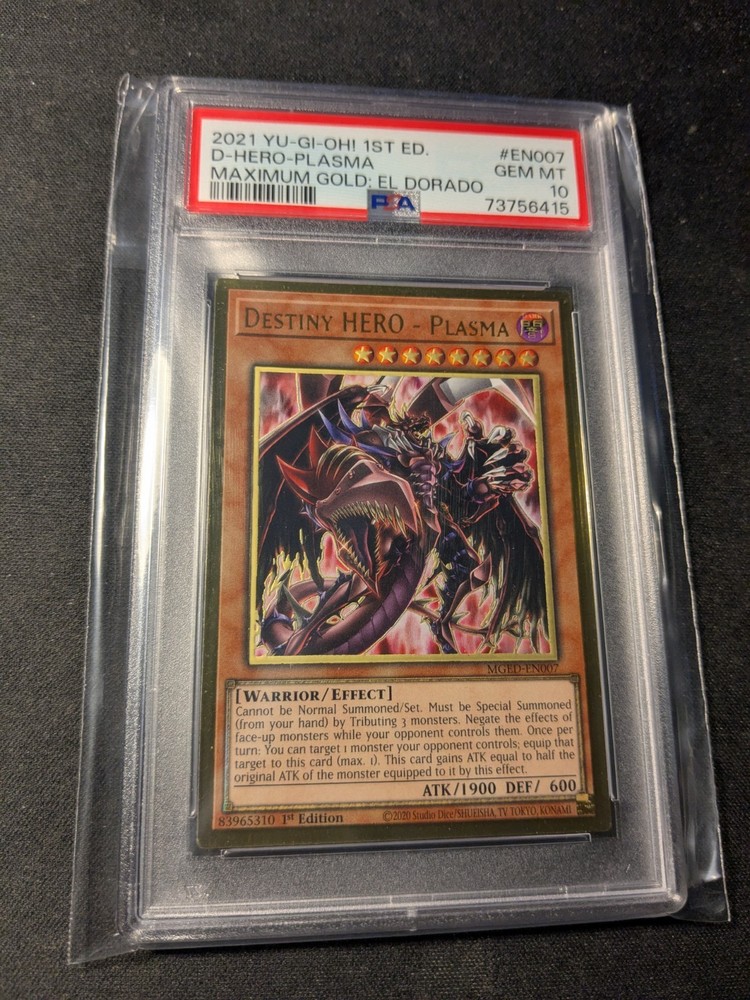 2021 YU-GI-OH! 1ST ED. #EN007
D-HERO-PLASMA GEM MT
MAXIMUM GOLD: EL DORADO 10
PSA 73756415
DESTINY HERO - PLASMA
MGED-EN007
[WARRIOR/EFFECT]
Cannot be Normal Summoned/Set. Must be Special Summoned
(from your hand) by Tributing 3 monsters. Negate the effects of
face-up monsters while your opponent controls them. Once per
turn: You can target 1 monster your opponent controls; equip that
target to this card (max. 1). This card gains ATK equal to half the
original ATK of the monster equipped to it by this effect.
ATK/1900 DEF/ 600
83965310 1st Edition ©2020 Studio Dice/SHUEISHA, TV TOKYO, KONAMI